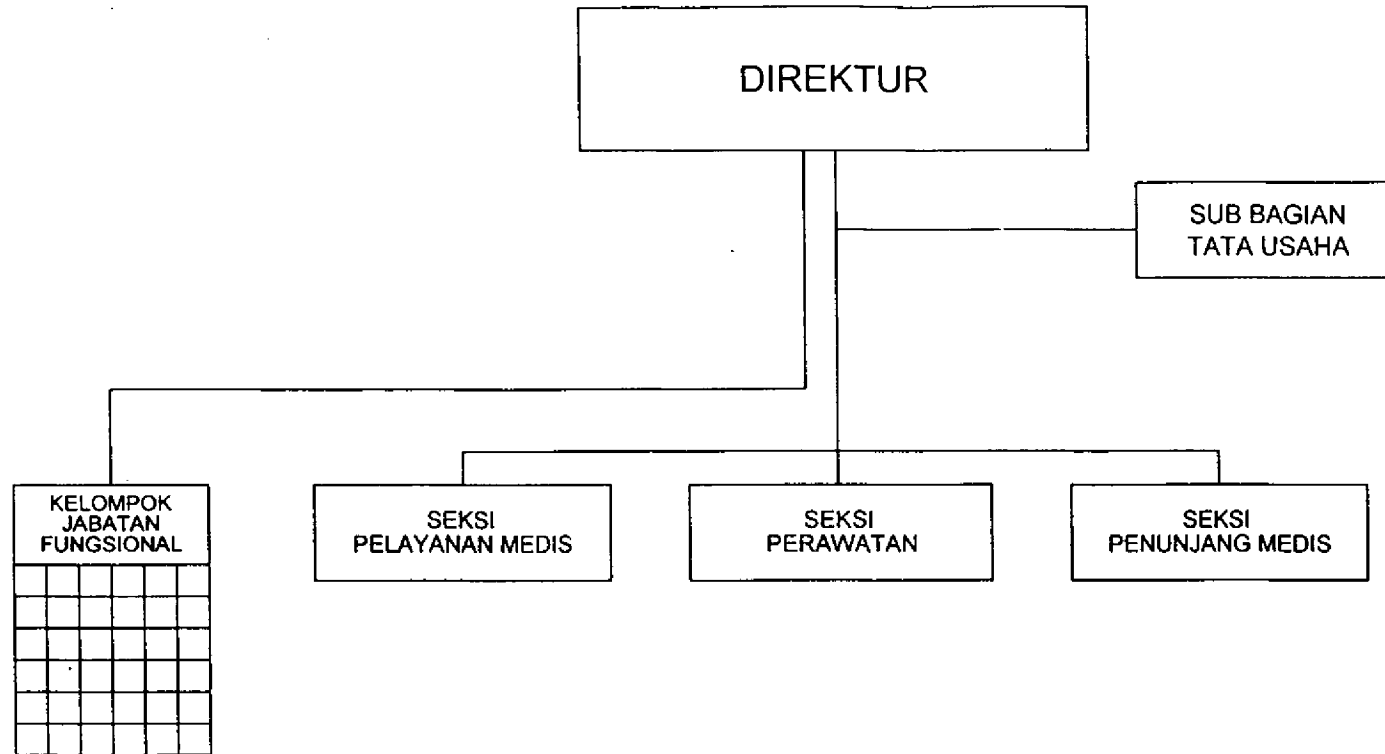 DIREKTUR
SUB BAGIAN
TATA USAHA
KELOMPOK
JABATAN
FUNGSIONAL
SEKSI
PELAYANAN MEDIS
SEKSI
PERAWATAN
SEKSI
PENUNJANG MEDIS